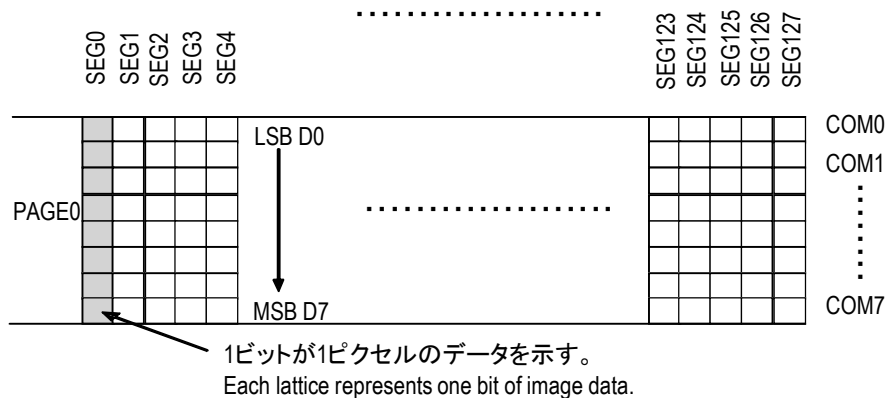 SEG0
SEG1
SEG2
SEG3
SEG4
SEG123
SEG124
SEG125
SEG126
SEG127
LSB D0
COM0
COM1
PAGE0
MSB D7
COM7
1ビットが1ピクセルのデータを示す。
Each lattice represents one bit of image data.